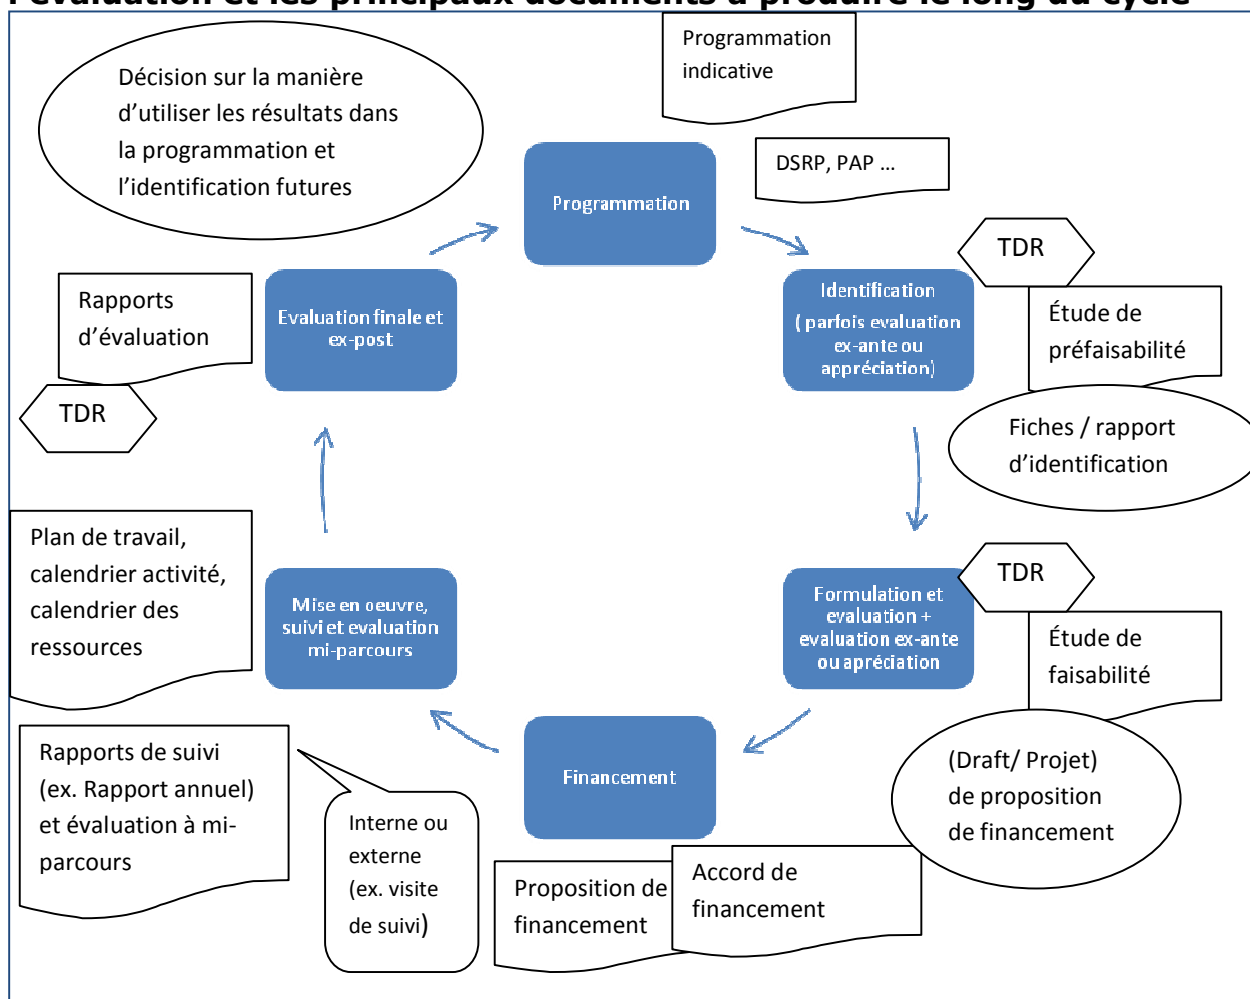 l'évaluation et les principaux documents à produire le long du cycle
Programmation
indicative
Décision sur la manière
d'utiliser les résultats dans
la programmation et
l'identification futures
DSRP, PAP ...
Programmation
TDR
Identification
( parfois evaluation
ex-ante ou
appréciation)
Étude de
préfaisabilité
Rapports
d'évaluation
Evaluation finale et
ex-post
TDR
Fiches / rapport
d'identification
Plan de travail,
calendrier activité,
calendrier des
ressources
Mise en oeuvre,
suivi et evaluation
mi-parcours
TDR
Formulation et
evaluation +
evaluation ex-ante
ou apréciation
Étude de
faisabilité
Rapports de suivi
(ex. Rapport annuel)
et évaluation à mi-
parcours
Interne ou
externe
(ex. visite
de suivi)
Financement
(Draft/ Projet)
de proposition
de financement
Proposition de
financement
Accord de
financement